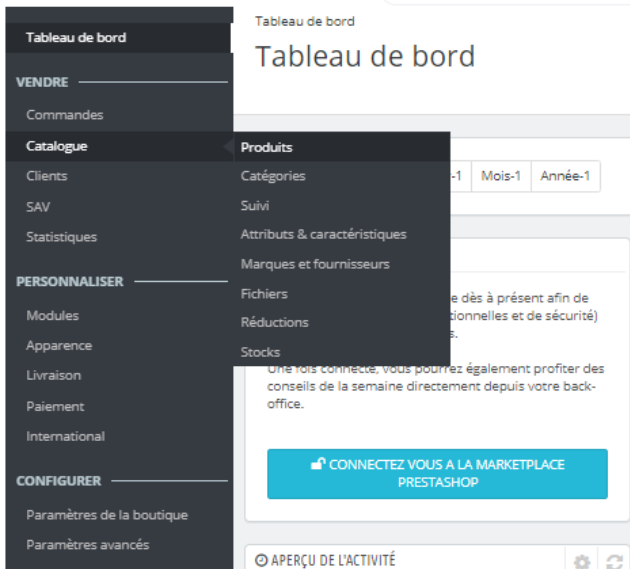 Tableau de bord
VENDRE
Commandes
Catalogue
Clients
SAV
Statistiques
PERSONNALISER
Modules
Apparence
Livraison
Paiement
International
CONFIGURER
Paramètres de la boutique
Paramètres avancés
Produits
Catégories
Suivi
Attributs & caractéristiques
Marques et fournisseurs
Fichiers
Réductions
Stocks
Tableau de bord
Tableau de bord
-1 Mois-1 Année-1
dès à présent afin de
et de sécurité)
Une fois connecté, vous pourrez également profiter des
conseils de la semaine directement depuis votre back-
office.
CONNECTEZ VOUS A LA MARKETPLACE
PRESTASHOP
APERÇU DE L'ACTIVITÉ